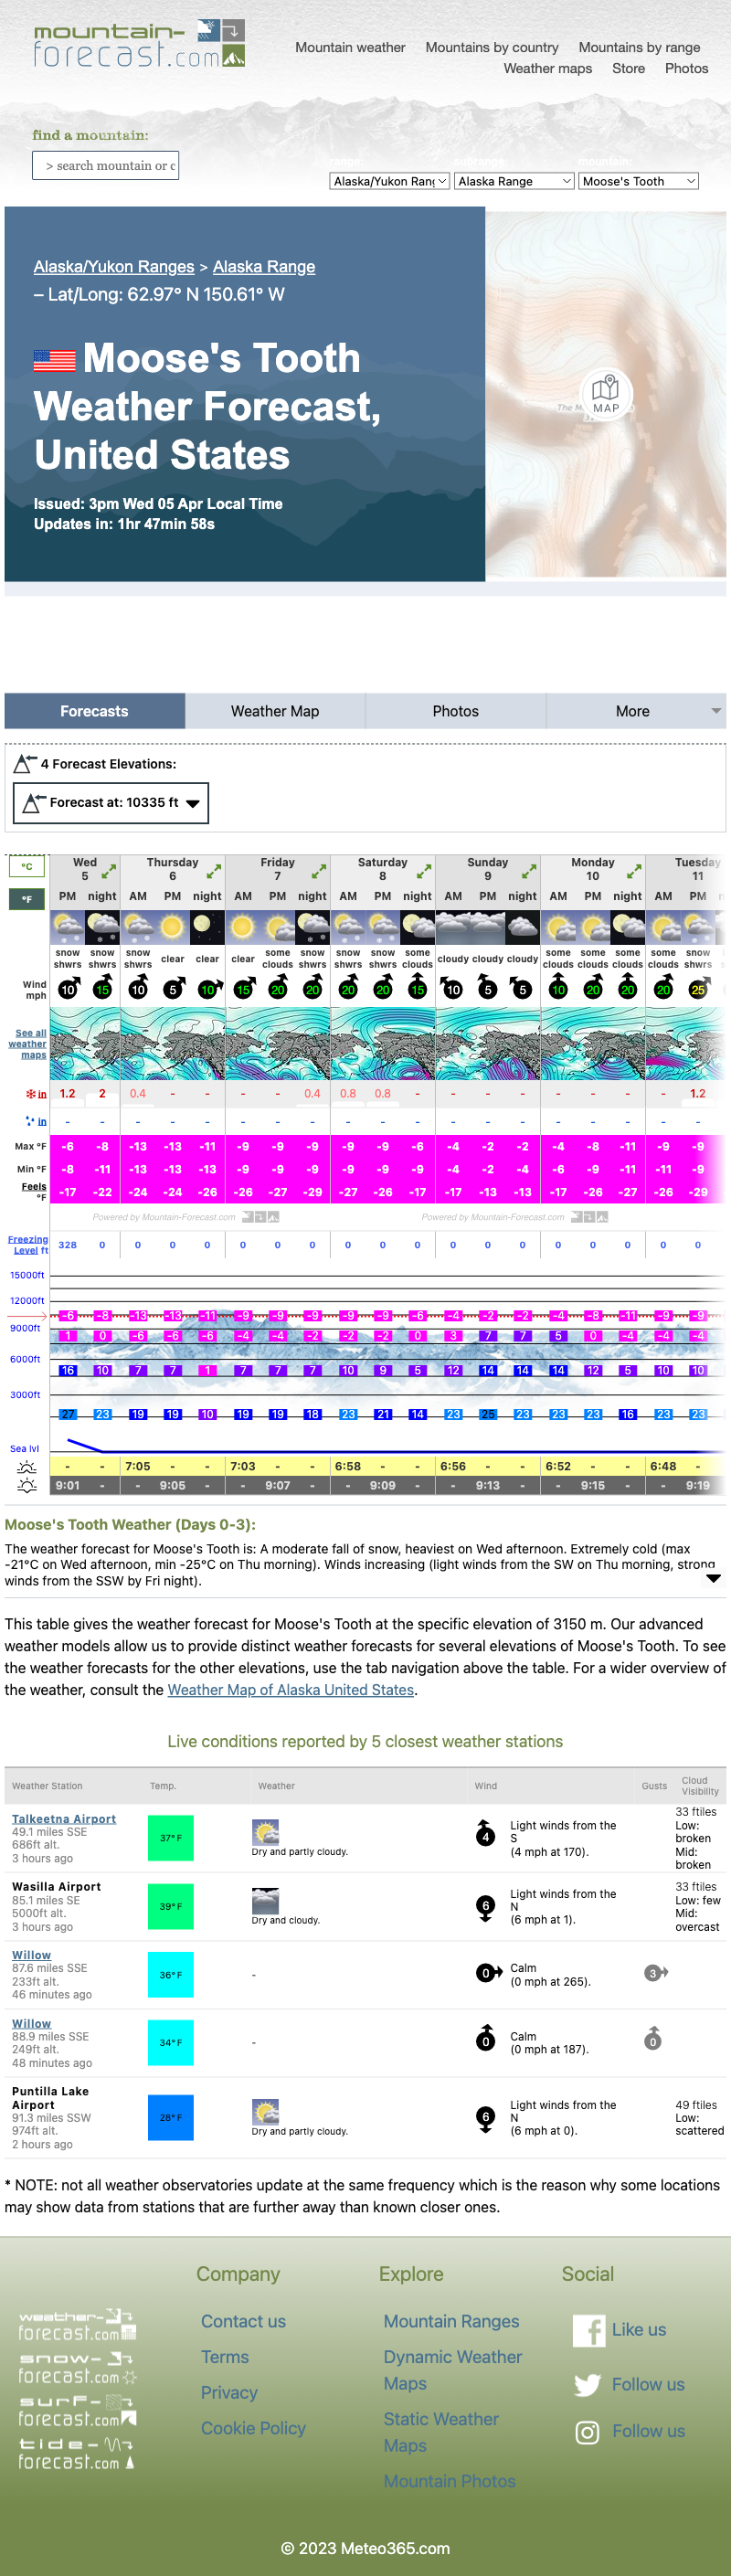 mountain-
forecast.com
Mountain weather Mountains by country Mountains by range
Weather maps Store Photos
find a mountain:
> search mountain or c
range: subrange: mountain:
Alaska/Yukon Rang Alaska Range Moose's Tooth
Alaska/Yukon Ranges > Alaska Range
– Lat/Long: 62.97° N 150.61° W
Moose's Tooth
Weather Forecast,
United States
Issued: 3pm Wed 05 Apr Local Time
Updates in: 1hr 47min 58s
MAP
Forecasts Weather Map Photos More
4 Forecast Elevations:
Forecast at: 10335 ft
°C
°F
Wed Thursday Friday Saturday Sunday Monday Tuesday
5 6 7 8 9 10 11
PM night AM PM night AM PM night AM PM night AM PM night AM PM night AM PM
snow shwrs snow shwrs snow shwrs clear clear clear some clouds snow shwrs snow shwrs snow shwrs some clouds cloudy cloudy cloudy some clouds some clouds some clouds some clouds snow shwrs
Wind mph 10 15 10 5 10 15 20 20 20 20 15 10 5 5 10 20 20 20 25
See all
weather
maps
in 1.2 2 0.4 - - - - 0.4 0.8 0.8 - - - - - - - - 1.2
in - - - - - - - - - - - - - - - - - - -
Max °F -6 -8 -13 -13 -11 -9 -9 -9 -9 -9 -6 -4 -2 -2 -4 -8 -11 -9 -9
Min °F -8 -11 -13 -13 -13 -9 -9 -9 -9 -9 -9 -4 -2 -4 -6 -9 -11 -11 -9
Feels °F -17 -22 -24 -24 -26 -26 -27 -29 -27 -26 -17 -17 -13 -13 -17 -26 -27 -26 -29
Powered by Mountain-Forecast.com Powered by Mountain-Forecast.com
Freezing Level ft 328 0 0 0 0 0 0 0 0 0 0 0 0 0 0 0 0 0 0
15000ft
12000ft
-6 -8 -13 -13 -11 -9 -9 -9 -9 -9 -6 -4 -2 -2 -4 -8 -11 -9 -9
9000ft
1 0 -6 -6 -6 -4 -4 -2 -2 -2 0 3 7 7 5 0 -4 -4 -4
6000ft
16 10 7 7 1 7 7 7 10 9 5 12 14 14 14 12 5 10 10
3000ft
27 23 19 19 10 19 19 18 23 21 14 23 25 23 23 23 16 23 23
Sea lvl
- - 7:05 - - 7:03 - - 6:58 - - 6:56 - - 6:52 - - 6:48 -
9:01 - - 9:05 - - 9:07 - - 9:09 - - 9:13 - - 9:15 - - 9:19
Moose's Tooth Weather (Days 0-3):
The weather forecast for Moose's Tooth is: A moderate fall of snow, heaviest on Wed afternoon. Extremely cold (max
-21°C on Wed afternoon, min -25°C on Thu morning). Winds increasing (light winds from the SW on Thu morning, strong
winds from the SSW by Fri night).
This table gives the weather forecast for Moose's Tooth at the specific elevation of 3150 m. Our advanced
weather models allow us to provide distinct weather forecasts for several elevations of Moose's Tooth. To see
the weather forecasts for the other elevations, use the tab navigation above the table. For a wider overview of
the weather, consult the Weather Map of Alaska United States.
Live conditions reported by 5 closest weather stations
Weather Station Temp. Weather Wind Gusts Cloud Visibility
Talkeetna Airport
49.1 miles SSE
686ft alt.
3 hours ago
37°F
Dry and partly cloudy.
4
Light winds from the
S
(4 mph at 170).
33 ftiles
Low:
broken
Mid:
broken
Wasilla Airport
85.1 miles SE
5000ft alt.
3 hours ago
39°F
Dry and cloudy.
6
Light winds from the
N
(6 mph at 1).
33 ftiles
Low: few
Mid:
overcast
Willow
87.6 miles SSE
233ft alt.
46 minutes ago
36°F
-
0
Calm
(0 mph at 265).
3
Willow
88.9 miles SSE
249ft alt.
48 minutes ago
34°F
-
0
Calm
(0 mph at 187).
0
Puntilla Lake
Airport
91.3 miles SSW
974ft alt.
2 hours ago
28°F
Dry and partly cloudy.
6
Light winds from the
N
(6 mph at 0).
49 ftiles
Low:
scattered
* NOTE: not all weather observatories update at the same frequency which is the reason why some locations
may show data from stations that are further away than known closer ones.
weather-
forecast.com
snow-
forecast.com
surf-
forecast.com
tide-
forecast.com
Company
Contact us
Terms
Privacy
Cookie Policy
Explore
Mountain Ranges
Dynamic Weather
Maps
Static Weather
Maps
Mountain Photos
Social
Like us
Follow us
Follow us
© 2023 Meteo365.com